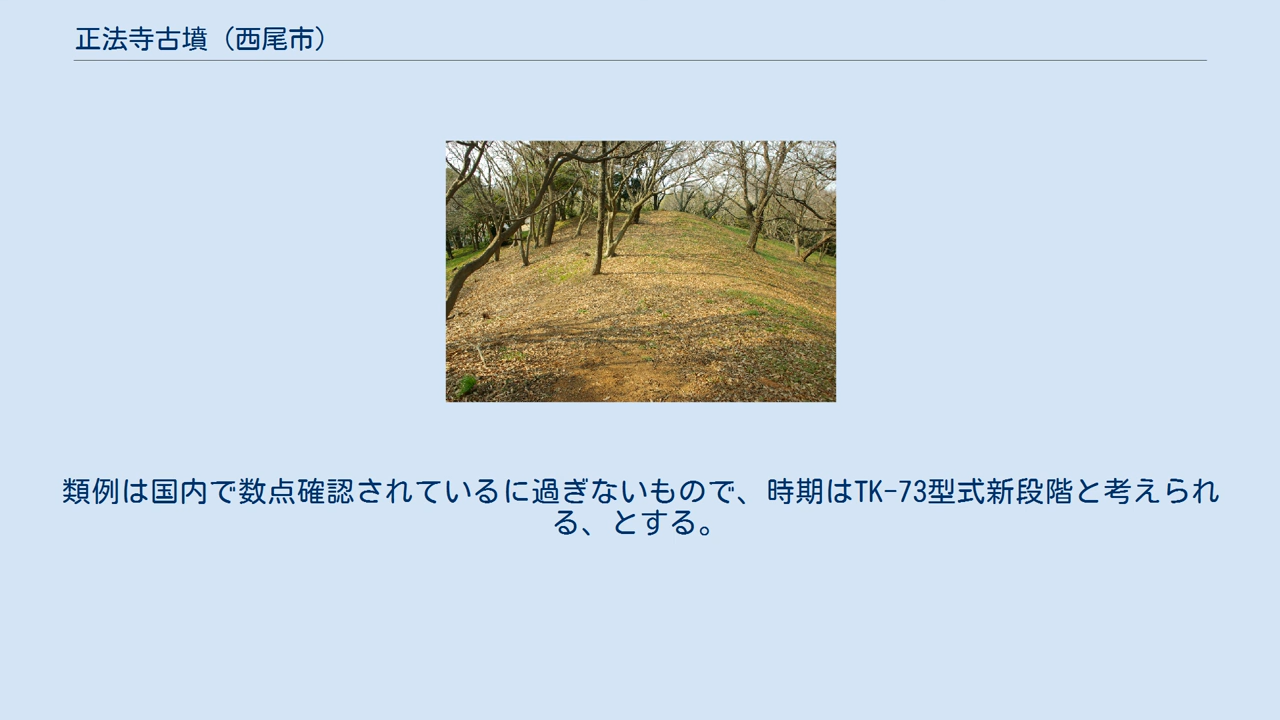 正法寺古墳（西尾市）
類例は国内で数点確認されているに過ぎないもので、時期はTK-73型式新段階と考えられ
る、とする。